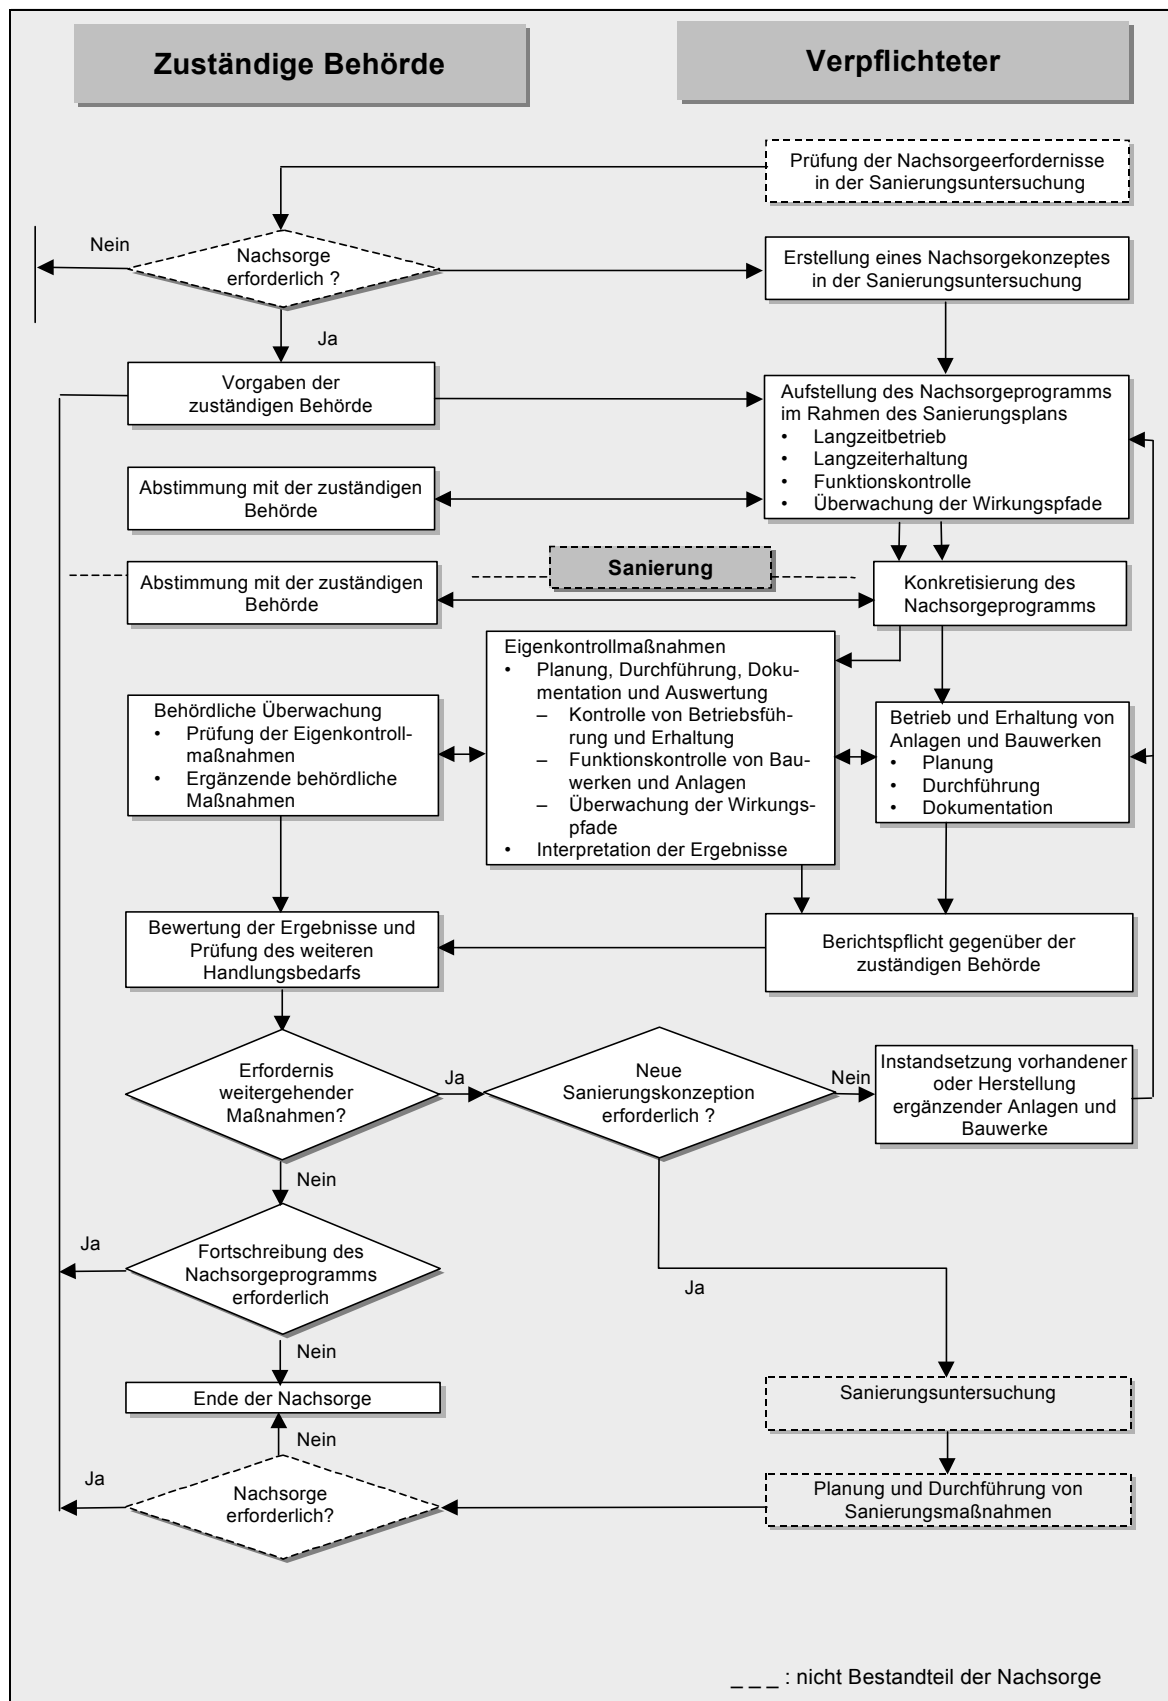 Zuständige Behörde
Verpflichteter
Prüfung der Nachsorgeerfordernisse
in der Sanierungsuntersuchung
Nein
Nachsorge
erforderlich ?
Erstellung eines Nachsorgekonzeptes
in der Sanierungsuntersuchung
Ja
Vorgaben der
zuständigen Behörde
Aufstellung des Nachsorgeprogramms
im Rahmen des Sanierungsplans
• Langzeitbetrieb
• Langzeiterhaltung
• Funktionskontrolle
• Überwachung der Wirkungspfade
Abstimmung mit der zuständigen
Behörde
Sanierung
Abstimmung mit der zuständigen
Behörde
Konkretisierung des
Nachsorgeprogramms
Eigenkontrollmaßnahmen
• Planung, Durchführung, Doku-
mentation und Auswertung
– Kontrolle von Betriebsfüh-
rung und Erhaltung
– Funktionskontrolle von Bau-
werken und Anlagen
– Überwachung der Wirkungs-
pfade
• Interpretation der Ergebnisse
Behördliche Überwachung
• Prüfung der Eigenkontroll-
maßnahmen
• Ergänzende behördliche
Maßnahmen
Betrieb und Erhaltung von
Anlagen und Bauwerken
• Planung
• Durchführung
• Dokumentation
Bewertung der Ergebnisse und
Prüfung des weiteren
Handlungsbedarfs
Berichtspflicht gegenüber der
zuständigen Behörde
Erfordernis
weitergehender
Maßnahmen?
Ja
Neue
Sanierungskonzeption
erforderlich ?
Nein
Instandsetzung vorhandener
oder Herstellung
ergänzender Anlagen und
Bauwerke
Nein
Ja
Fortschreibung des
Nachsorgeprogramms
erforderlich
Ja
Nein
Ende der Nachsorge
Sanierungsuntersuchung
Nein
Ja
Nachsorge
erforderlich?
Planung und Durchführung von
Sanierungsmaßnahmen
_ _ _ : nicht Bestandteil der Nachsorge